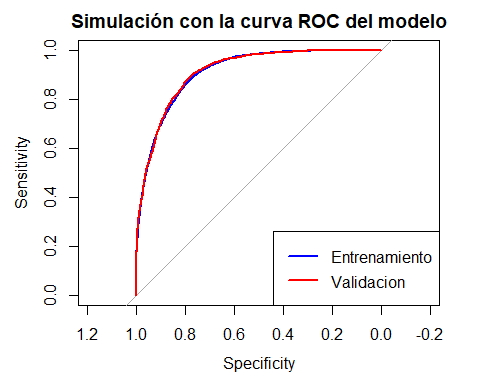 Simulación con la curva ROC del modelo
Sensitivity
1.0
0.8
0.6
0.4
0.2
0.0
Entrenamiento
Validacion
1.2 1.0 0.8 0.6 0.4 0.2 0.0 -0.2
Specificity